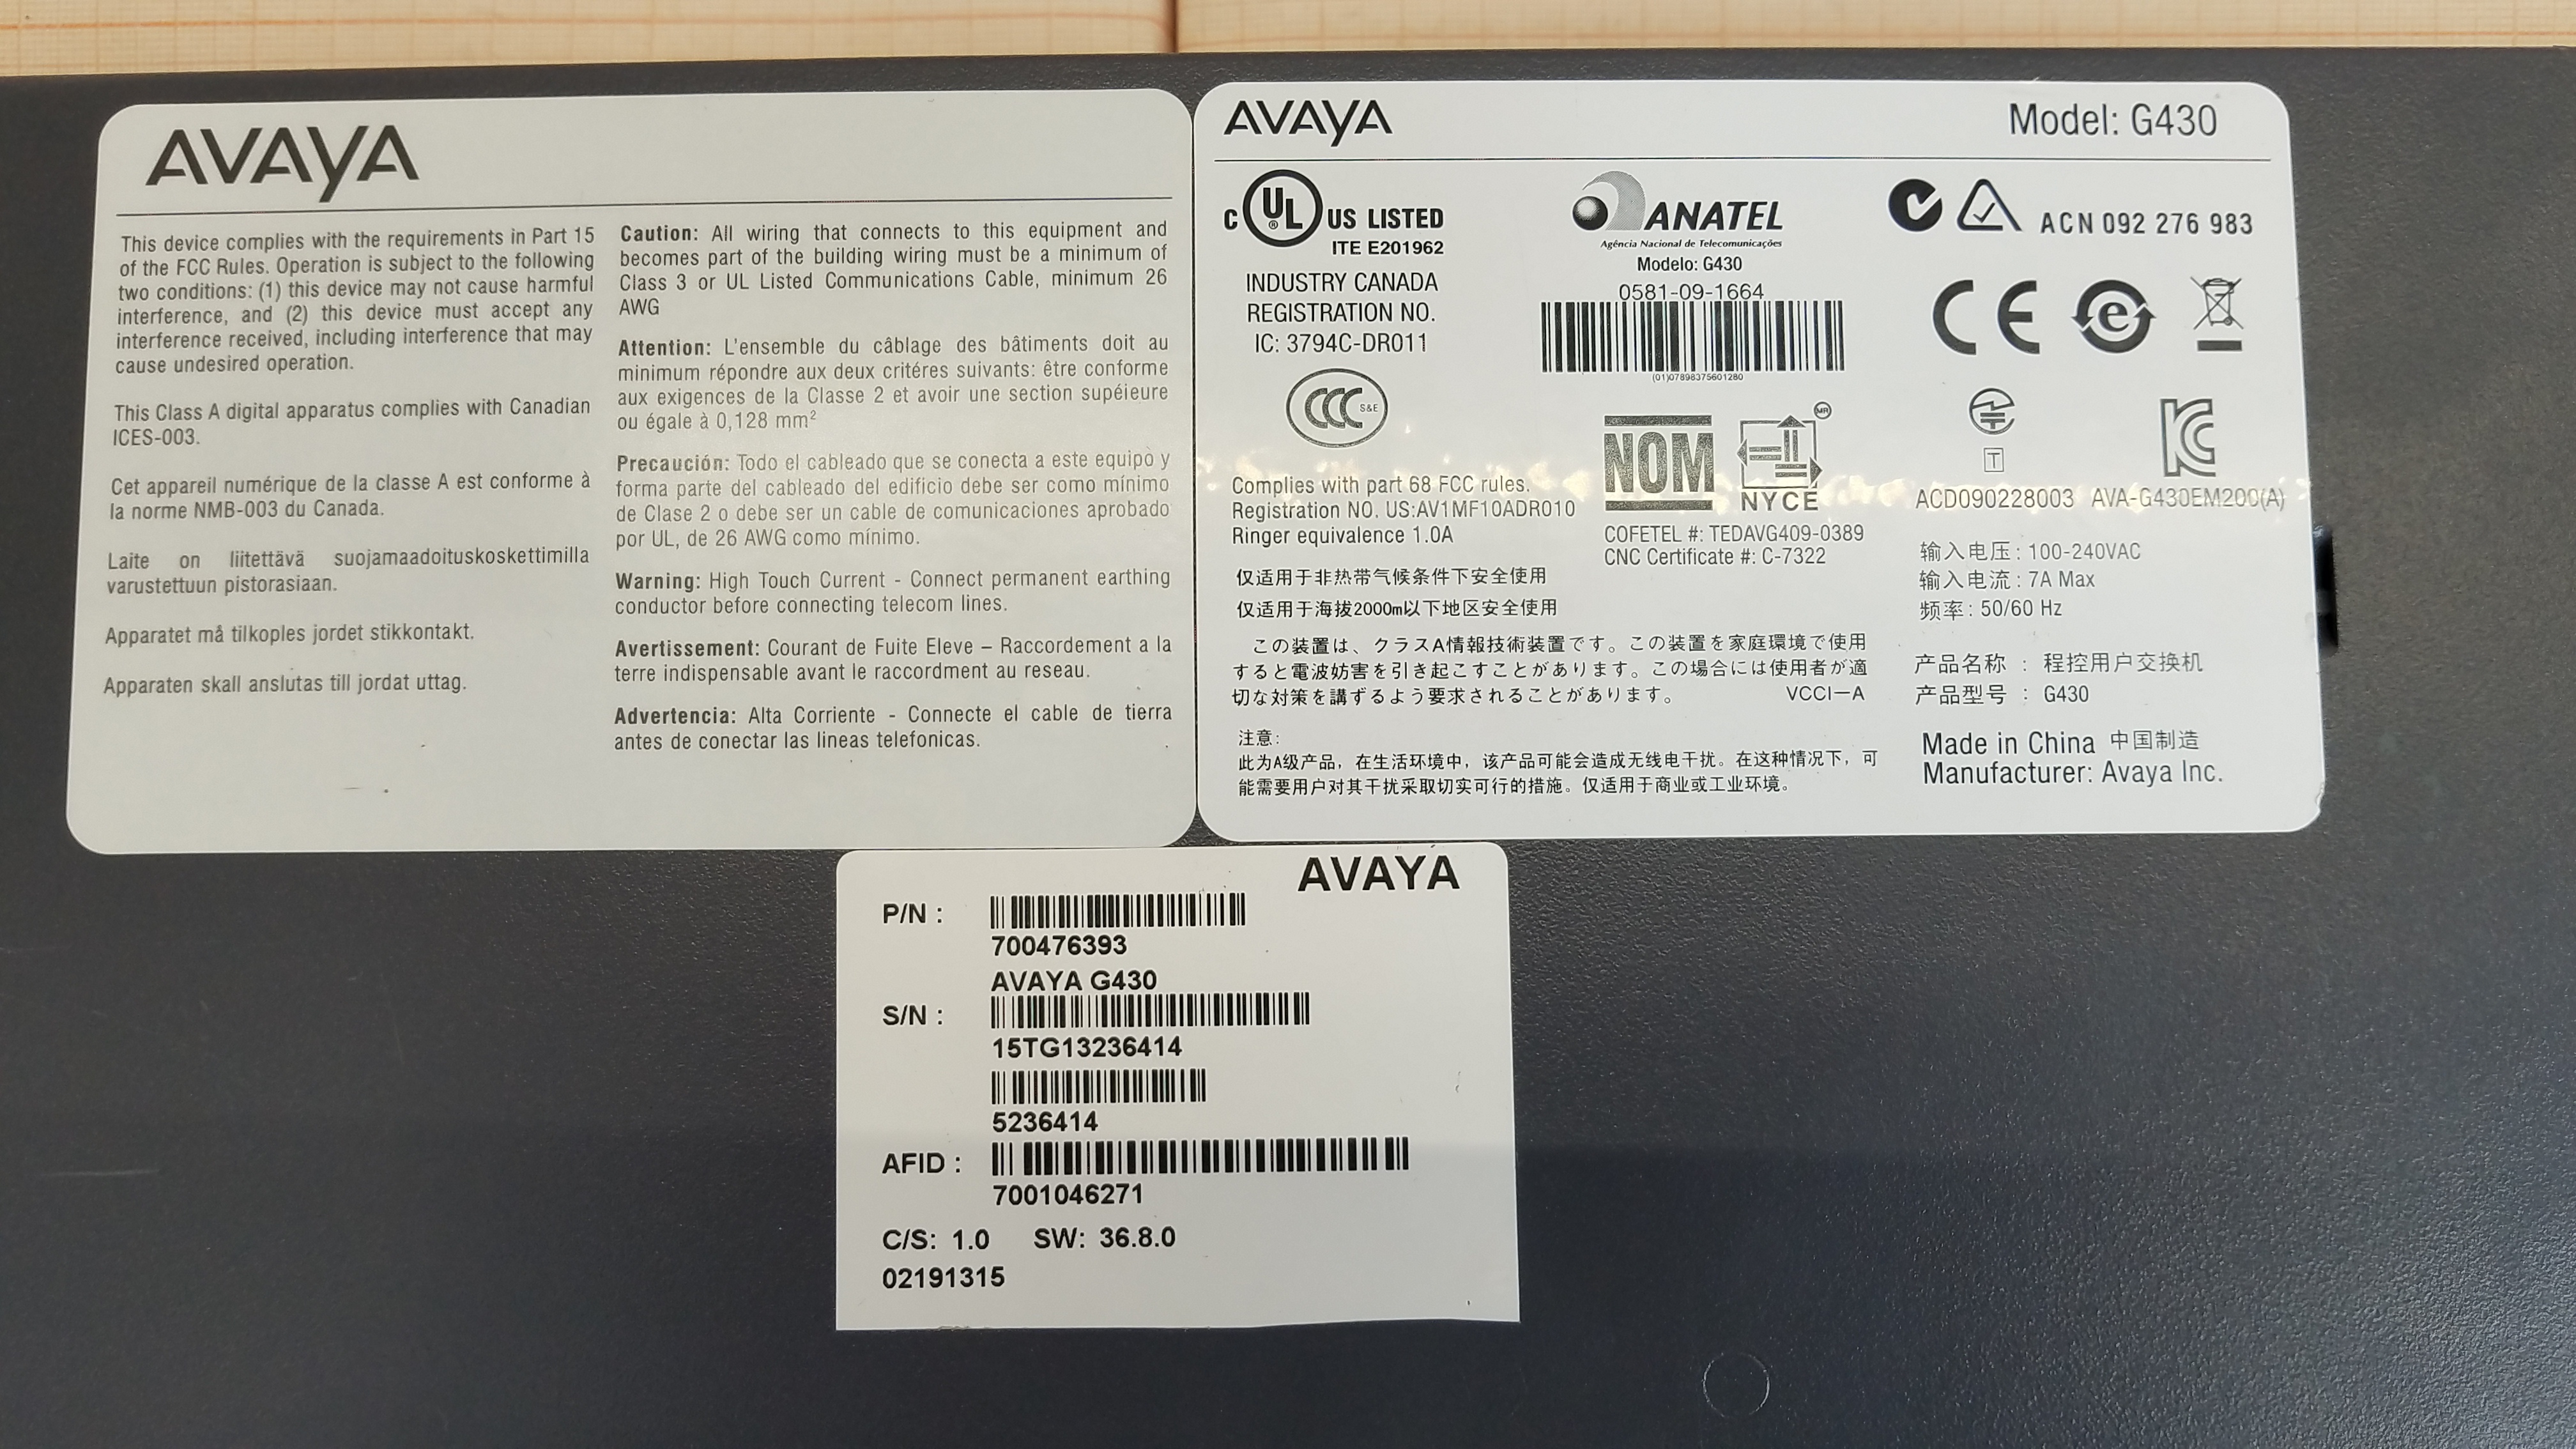 AVAYA
This device complies with the requirements in Part 15
of the FCC Rules. Operation is subject to the following
two conditions: (1) this device may not cause harmful
interference, and (2) this device must accept any
interference received, including interference that may
cause undesired operation.
This Class A digital apparatus complies with Canadian
ICES-003.
Cet appareil numérique de la classe A est conforme à
la norme NMB-003 du Canada.
Laite on liitettävä suojamaadoituskoskettimilla
varustettuun pistorasiaan.
Apparatet må tilkoples jordet stikkontakt.
Apparaten skall anslutas till jordat uttag.
Caution: All wiring that connects to this equipment and
becomes part of the building wiring must be a minimum of
Class 3 or UL Listed Communications Cable, minimum 26
AWG
Attention: L'ensemble du câblage des bâtiments doit au
minimum répondre aux deux critéres suivants: être conforme
aux exigences de la Classe 2 et avoir une section supéieure
ou égale à 0,128 mm²
Precaución: Todo el cableado que se conecta a este equipò y
forma parte del cableado del edificio debe ser como mínimo
de Clase 2 o debe ser un cable de comunicaciones aprobado
por UL, de 26 AWG como mínimo.
Warning: High Touch Current - Connect permanent earthing
conductor before connecting telecom lines.
Avertissement: Courant de Fuite Eleve – Raccordement a la
terre indispensable avant le raccordment au reseau.
Advertencia: Alta Corriente - Connecte el cable de tierra
antes de conectar las lineas telefonicas.
AVAYA
Model: G430
C UL ® US LISTED
ITE E201962
INDUSTRY CANADA
REGISTRATION NO.
IC: 3794C-DR011
CCC S&E
Complies with part 68 FCC rules.
Registration NO. US:AV1MF10ADR010
Ringer equivalence 1.0A
仅适用于非热带气候条件下安全使用
仅适用于海拔2000m以下地区安全使用
この装置は、クラスA情報技術装置です。この装置を家庭環境で使用
すると電波妨害を引き起こすことがあります。この場合には使用者が適
切な対策を講ずるよう要求されることがあります。 VCCI-A
注意:
此为A级产品，在生活环境中，该产品可能会造成无线电干扰。在这种情况下，可
能需要用户对其干扰采取切实可行的措施。仅适用于商业或工业环境。
ANATEL
Agência Nacional de Telecomunicações
Modelo: G430
0581-09-1664
(01)07898375601280
NOM
NYCE MR
COFETEL #: TEDAVG409-0389
CNC Certificate #: C-7322
ACN 092 276 983
CE e
T
ACD090228003 AVA-G430EM200(A)
输入电压: 100-240VAC
输入电流: 7A Max
频率: 50/60 Hz
产品名称 : 程控用户交换机
产品型号 : G430
Made in China 中国制造
Manufacturer: Avaya Inc.
AVAYA
P/N :
700476393
AVAYA G430
S/N :
15TG13236414
5236414
AFID :
7001046271
C/S: 1.0 SW: 36.8.0
02191315